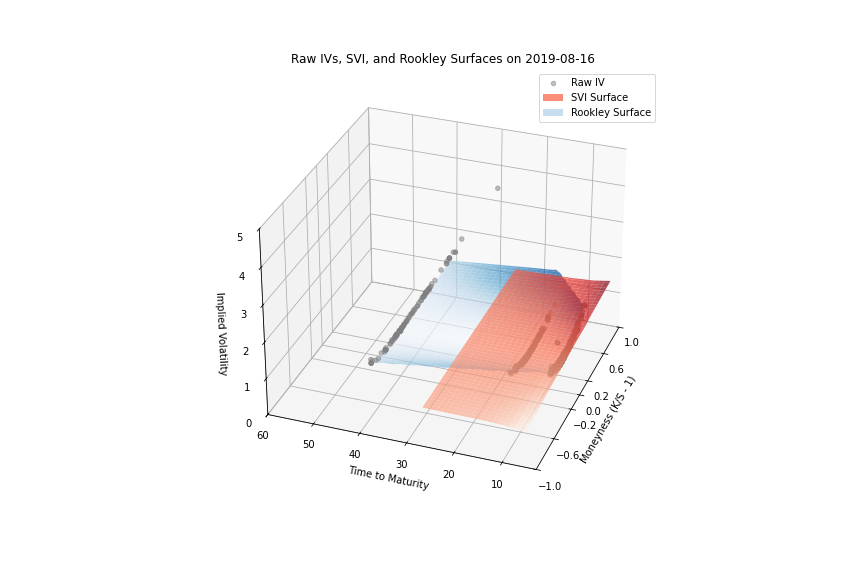 Raw IVs, SVI, and Rookley Surfaces on 2019-08-16
Raw IV
SVI Surface
Rookley Surface
5
4
3
2
1
0
Implied Volatility
60
50
40
30
20
10
Time to Maturity
1.0
0.6
0.2
0.0
−0.2
−0.6
−1.0
Moneyness (K/S - 1)